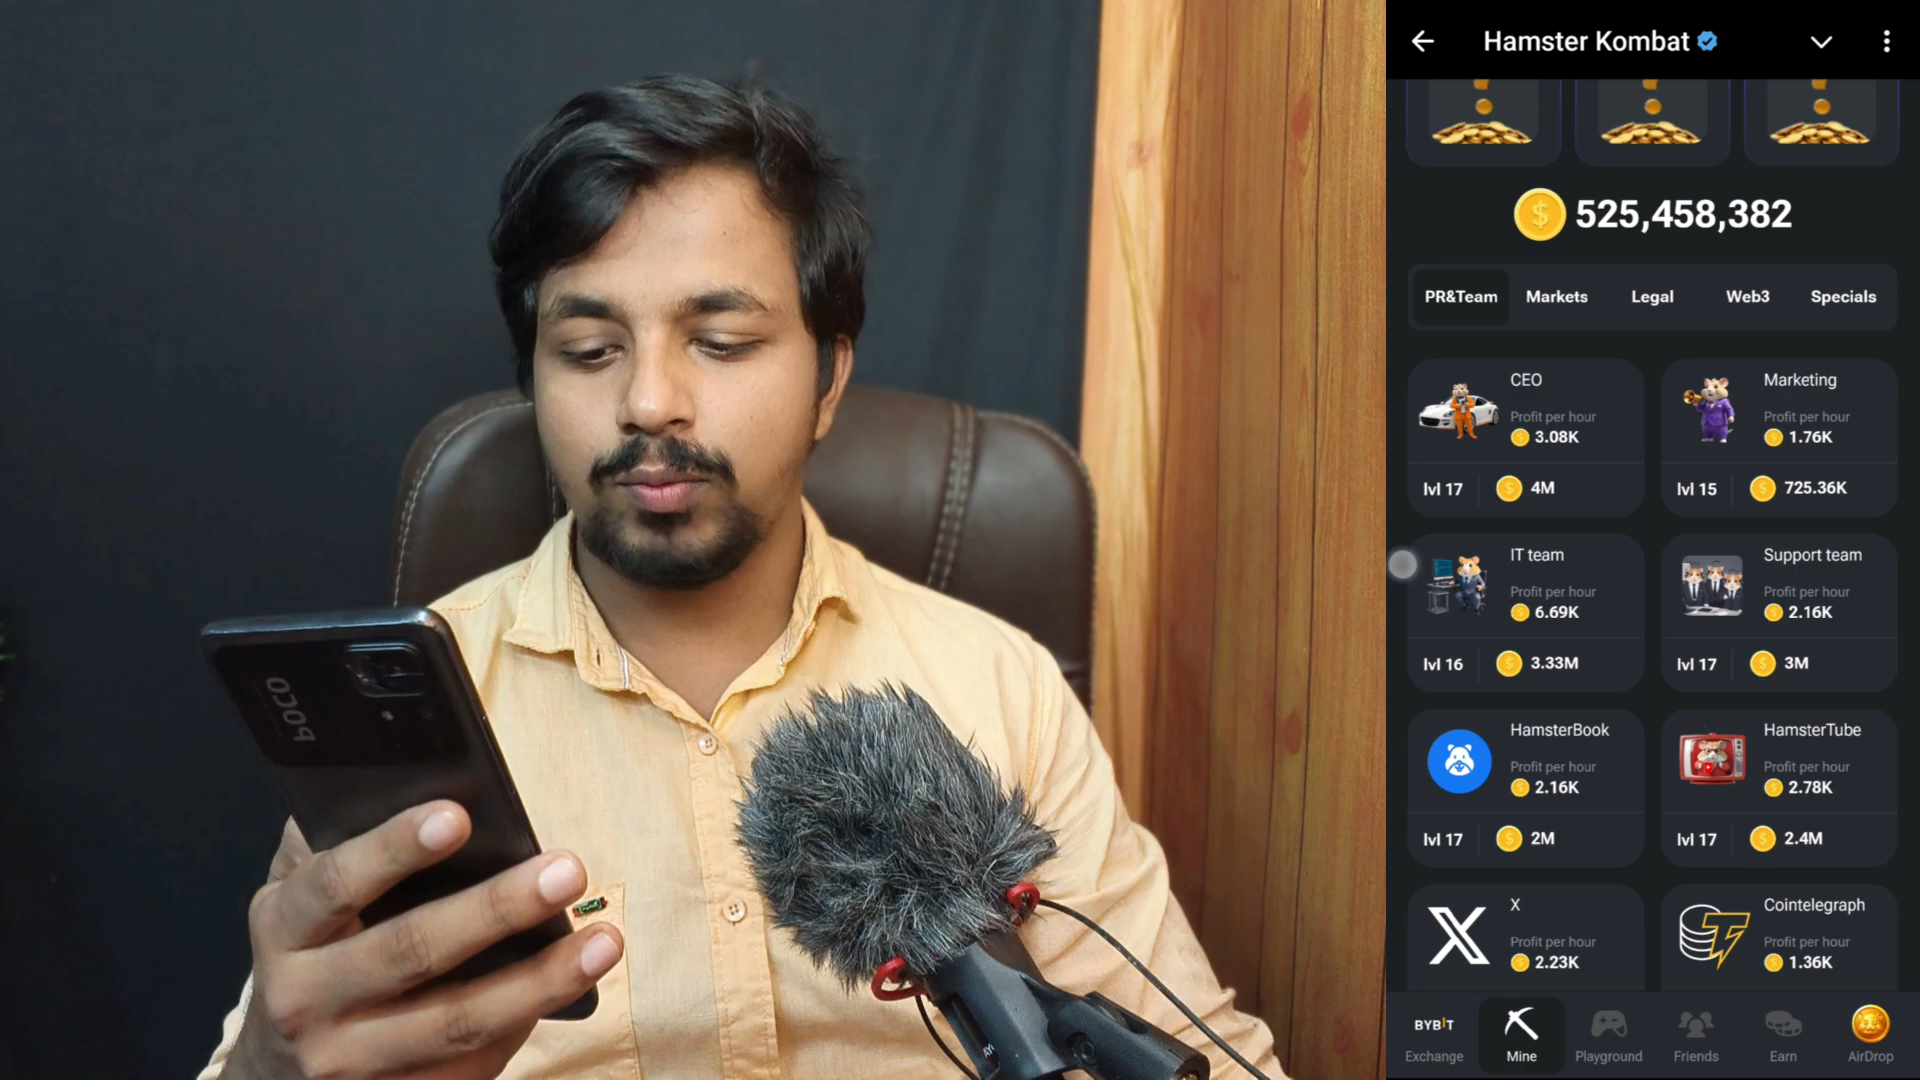 Hamster Kombat
525,458,382
PR&Team Markets Legal Web3 Specials
CEO
Profit per hour
3.08K
lvl 17 4M
Marketing
Profit per hour
1.76K
lvl 15 725.36K
IT team
Profit per hour
6.69K
lvl 16 3.33M
Support team
Profit per hour
2.16K
lvl 17 3M
HamsterBook
Profit per hour
2.16K
lvl 17 2M
HamsterTube
Profit per hour
2.78K
lvl 17 2.4M
X
Profit per hour
2.23K
Cointelegraph
Profit per hour
1.36K
BYBIT
Exchange Mine Playground Friends Earn AirDrop
poco